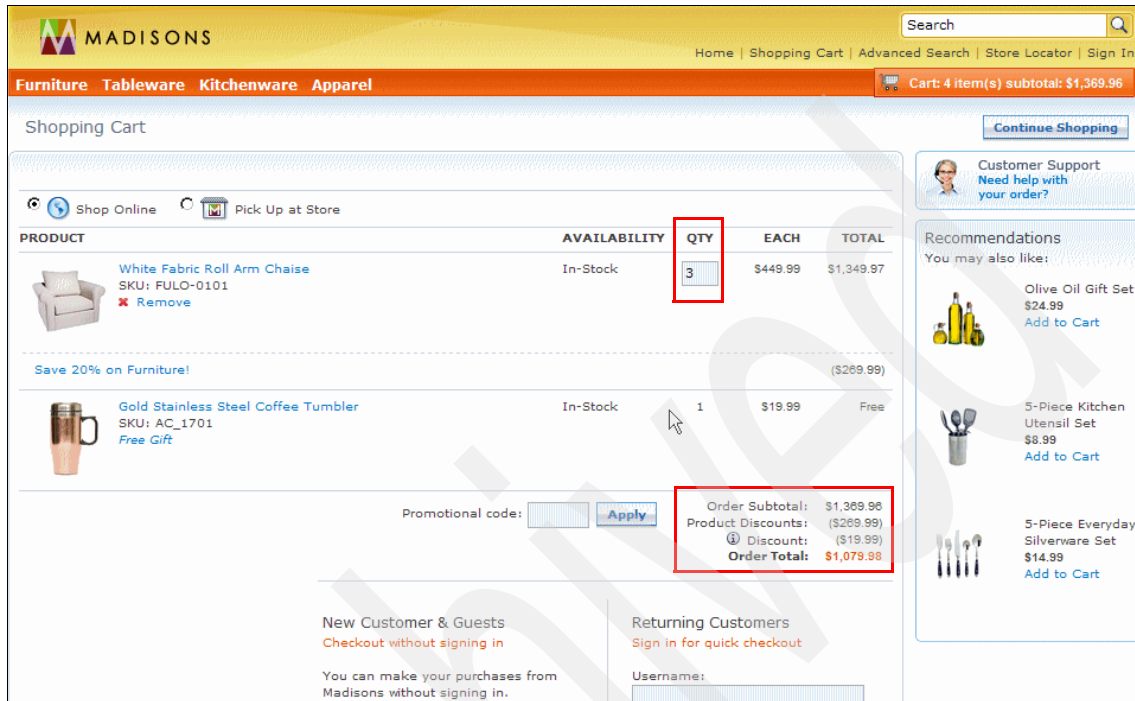 MADISONS
Search
Home | Shopping Cart | Advanced Search | Store Locator | Sign In
Furniture Tableware Kitchenware Apparel
Cart: 4 item(s) subtotal: $1,369.96
Shopping Cart
Continue Shopping
Customer Support
Need help with
your order?
Shop Online Pick Up at Store
PRODUCT AVAILABILITY QTY EACH TOTAL
White Fabric Roll Arm Chaise In-Stock 3 $449.99 $1,349.97
SKU: FULO-0101
Remove
Save 20% on Furniture! ($269.99)
Gold Stainless Steel Coffee Tumbler In-Stock 1 $19.99 Free
SKU: AC_1701
Free Gift
Promotional code: Apply
Order Subtotal: $1,369.96
Product Discounts: ($269.99)
Discount: ($19.99)
Order Total: $1,079.98
New Customer & Guests
Checkout without signing in
You can make your purchases from
Madisons without signing in.
Returning Customers
Sign in for quick checkout
Username:
Recommendations
You may also like:
Olive Oil Gift Set
$24.99
Add to Cart
5-Piece Kitchen
Utensil Set
$8.99
Add to Cart
5-Piece Everyday
Silverware Set
$14.99
Add to Cart
hived